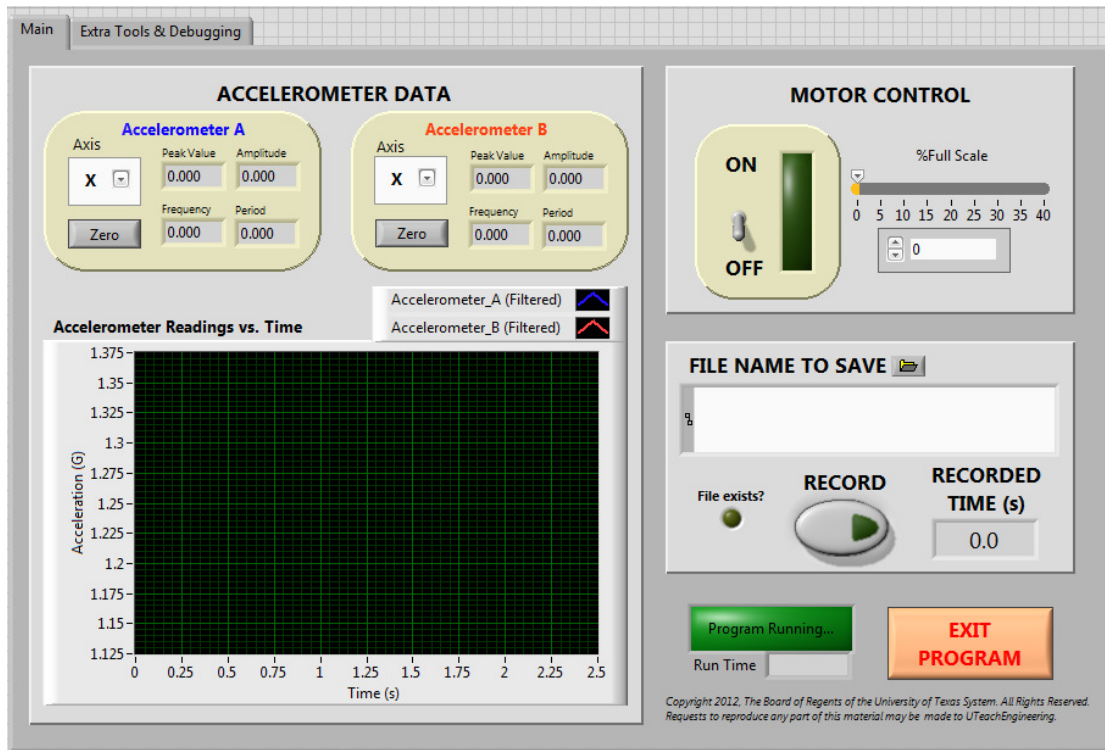 Main
Extra Tools & Debugging
ACCELEROMETER DATA
Accelerometer A
Axis
Peak Value
Amplitude
X
0.000
0.000
Frequency
Period
Zero
0.000
0.000
Accelerometer B
Axis
Peak Value
Amplitude
X
0.000
0.000
Frequency
Period
Zero
0.000
0.000
Accelerometer_A (Filtered)
Accelerometer_B (Filtered)
Accelerometer Readings vs. Time
Acceleration (G)
1.375
1.35
1.325
1.3
1.275
1.25
1.225
1.2
1.175
1.15
1.125
0 0.25 0.5 0.75 1 1.25 1.5 1.75 2 2.25 2.5
Time (s)
MOTOR CONTROL
ON
OFF
%Full Scale
0 5 10 15 20 25 30 35 40
0
FILE NAME TO SAVE
File exists?
RECORD
RECORDED
TIME (s)
0.0
Program Running...
Run Time
EXIT
PROGRAM
Copyright 2012, The Board of Regents of the University of Texas System. All Rights Reserved.
Requests to reproduce any part of this material may be made to UTeachEngineering.